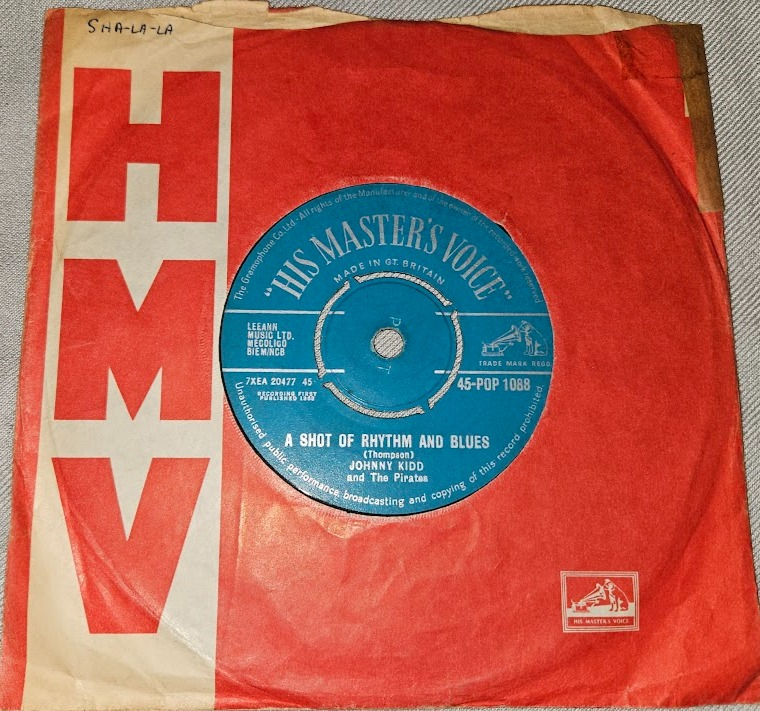 SHA-LA-LA
HMV
The Gramophone Co. Ltd. - All rights of the Manufacturer and of the owner of the recorded work reserved
"HIS MASTER'S VOICE"
MADE IN GT. BRITAIN
LEEANN
MUSIC LTD.
MECOLICO
BIEM/NCB
TRADE MARK REGD
7XEA 20477 45
45-POP 1088
RECORDING FIRST
PUBLISHED
A SHOT OF RHYTHM AND BLUES
(Thompson)
JOHNNY KIDD
and The Pirates
Unauthorised public performance broadcasting and copying of this record prohibited.
HIS MASTER'S VOICE